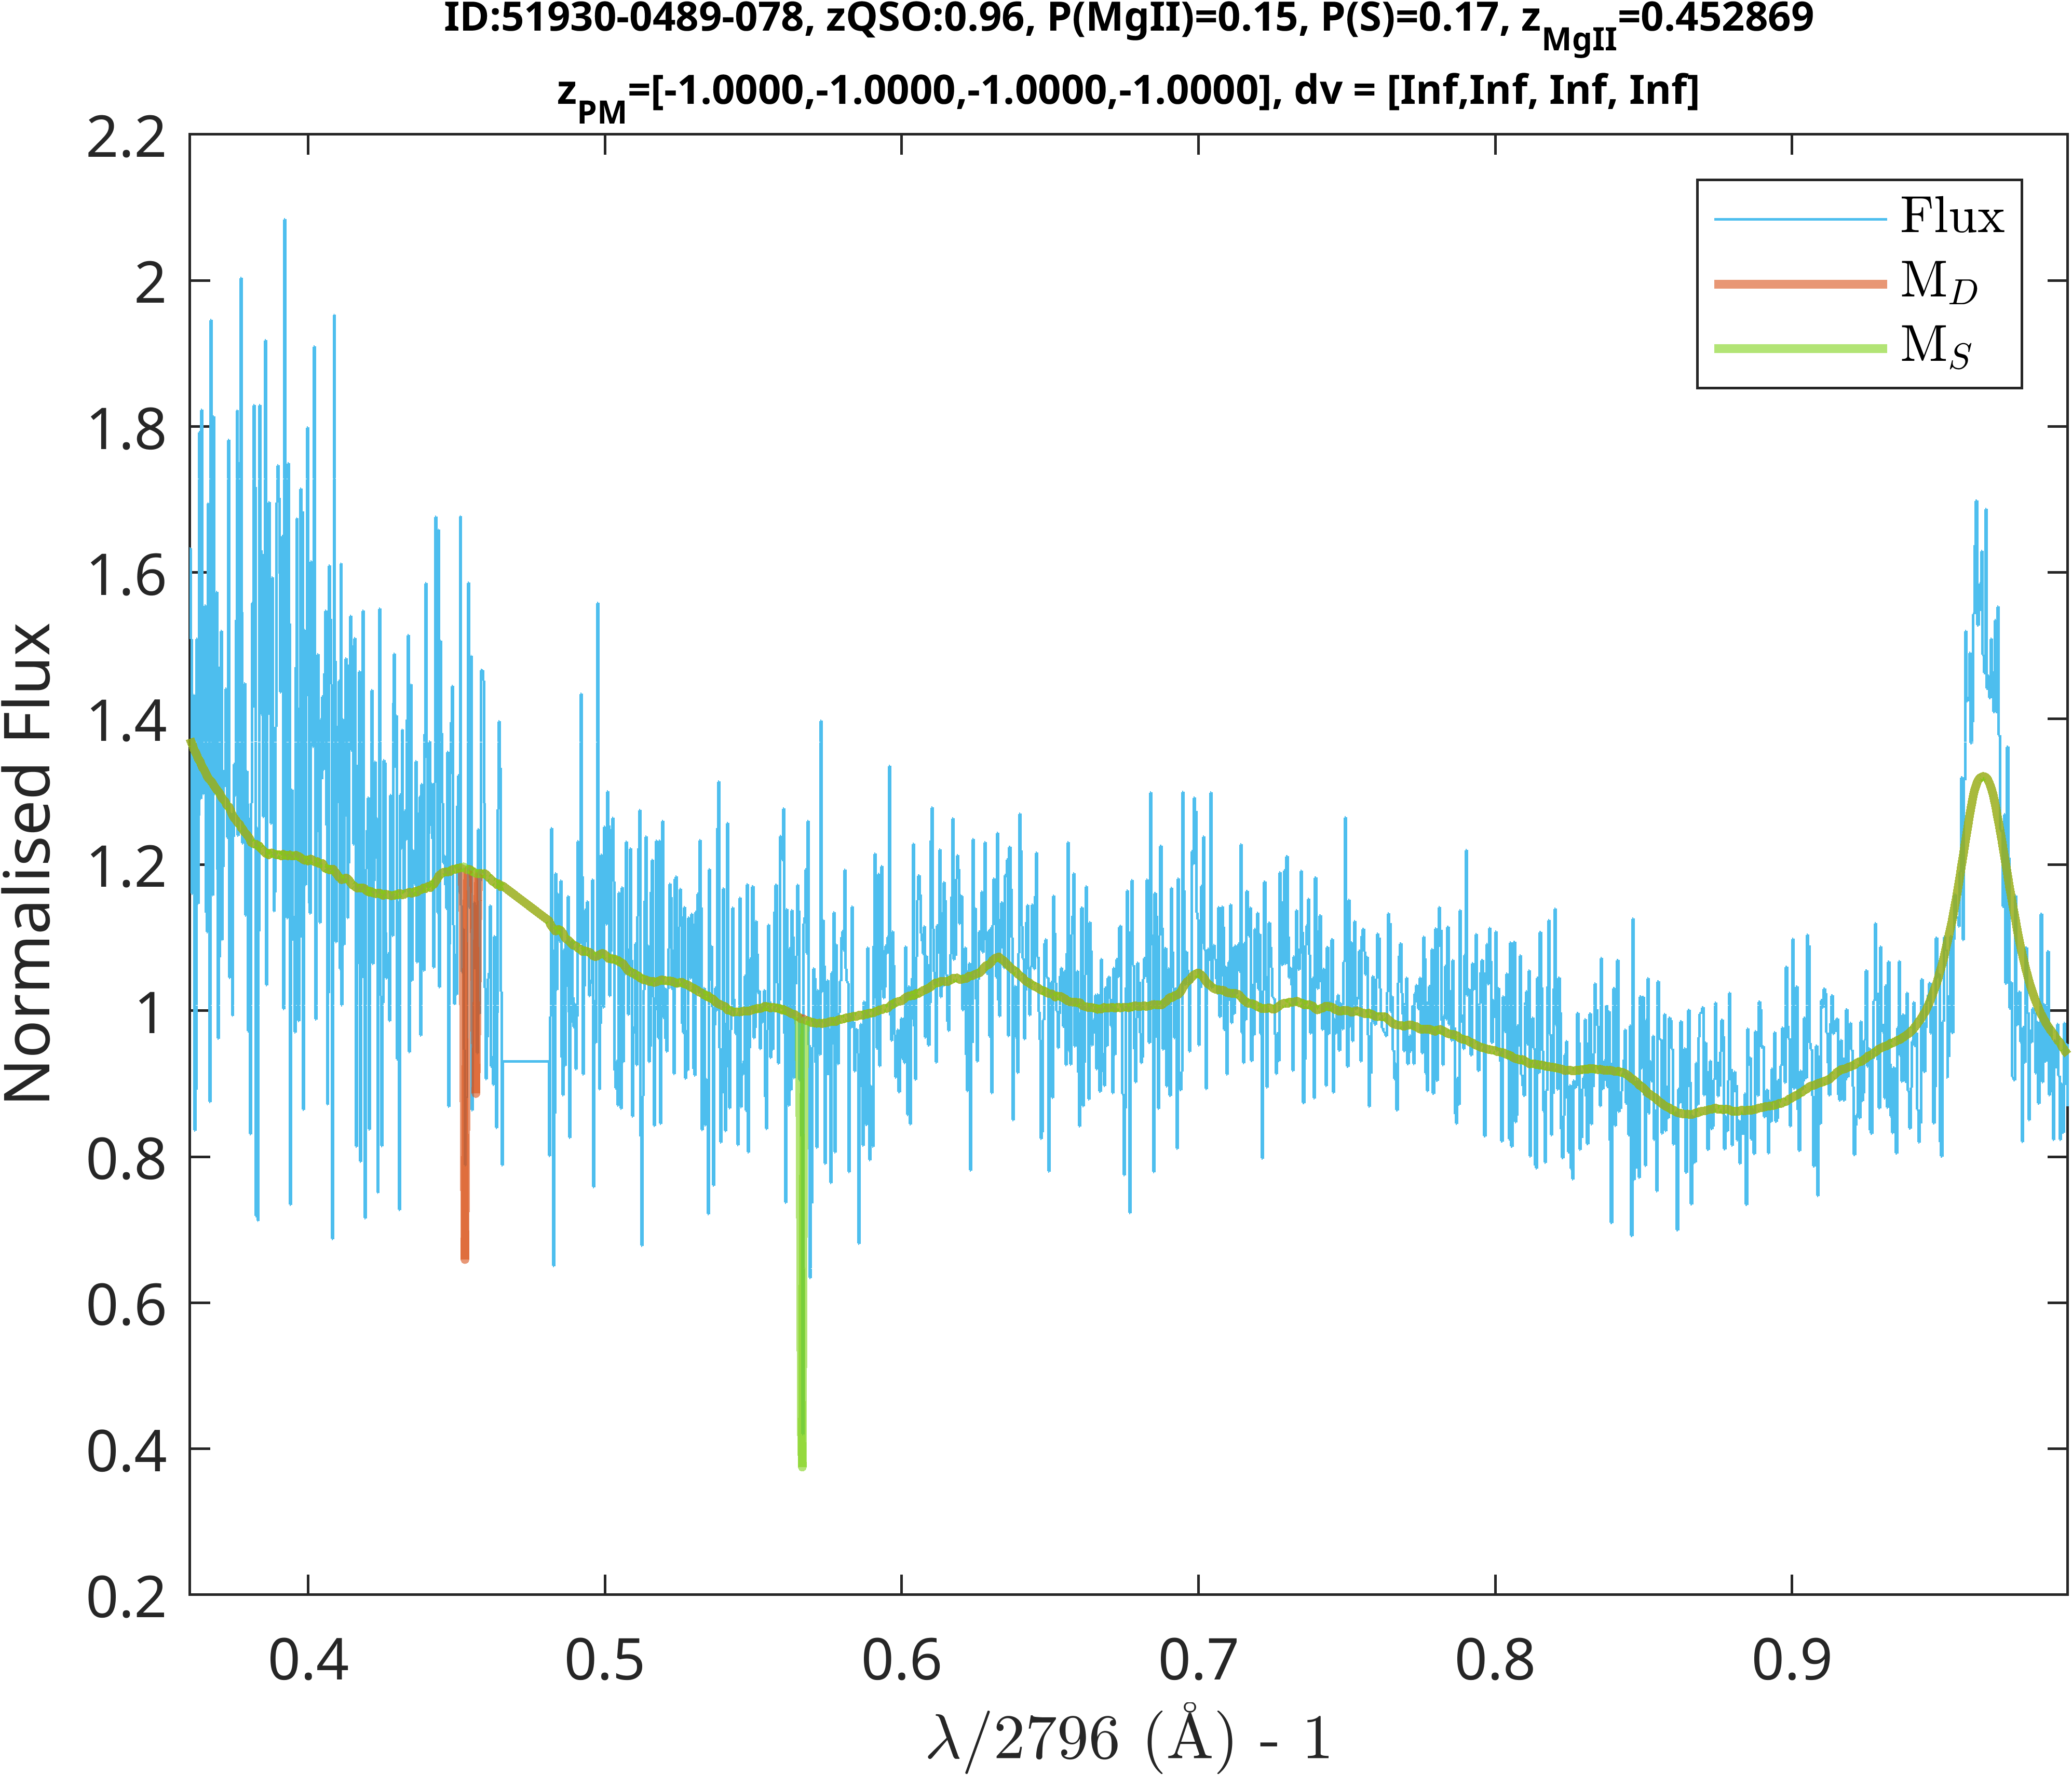 ID:51930-0489-078, zQSO:0.96, P(MgII)=0.15, P(S)=0.17, zMgII=0.452869
zPM=[-1.0000,-1.0000,-1.0000,-1.0000], dv = [Inf,Inf, Inf, Inf]
2.2
2
1.8
1.6
1.4
1.2
1
0.8
0.6
0.4
0.2
Normalised Flux
Flux
MD
MS
0.4 0.5 0.6 0.7 0.8 0.9
λ/2796 (Å) - 1